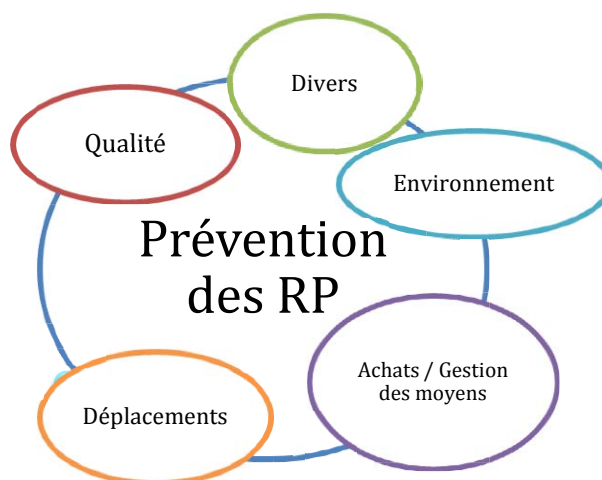 Divers
Qualité
Environnement
Prévention
des RP
Achats / Gestion
des moyens
Déplacements